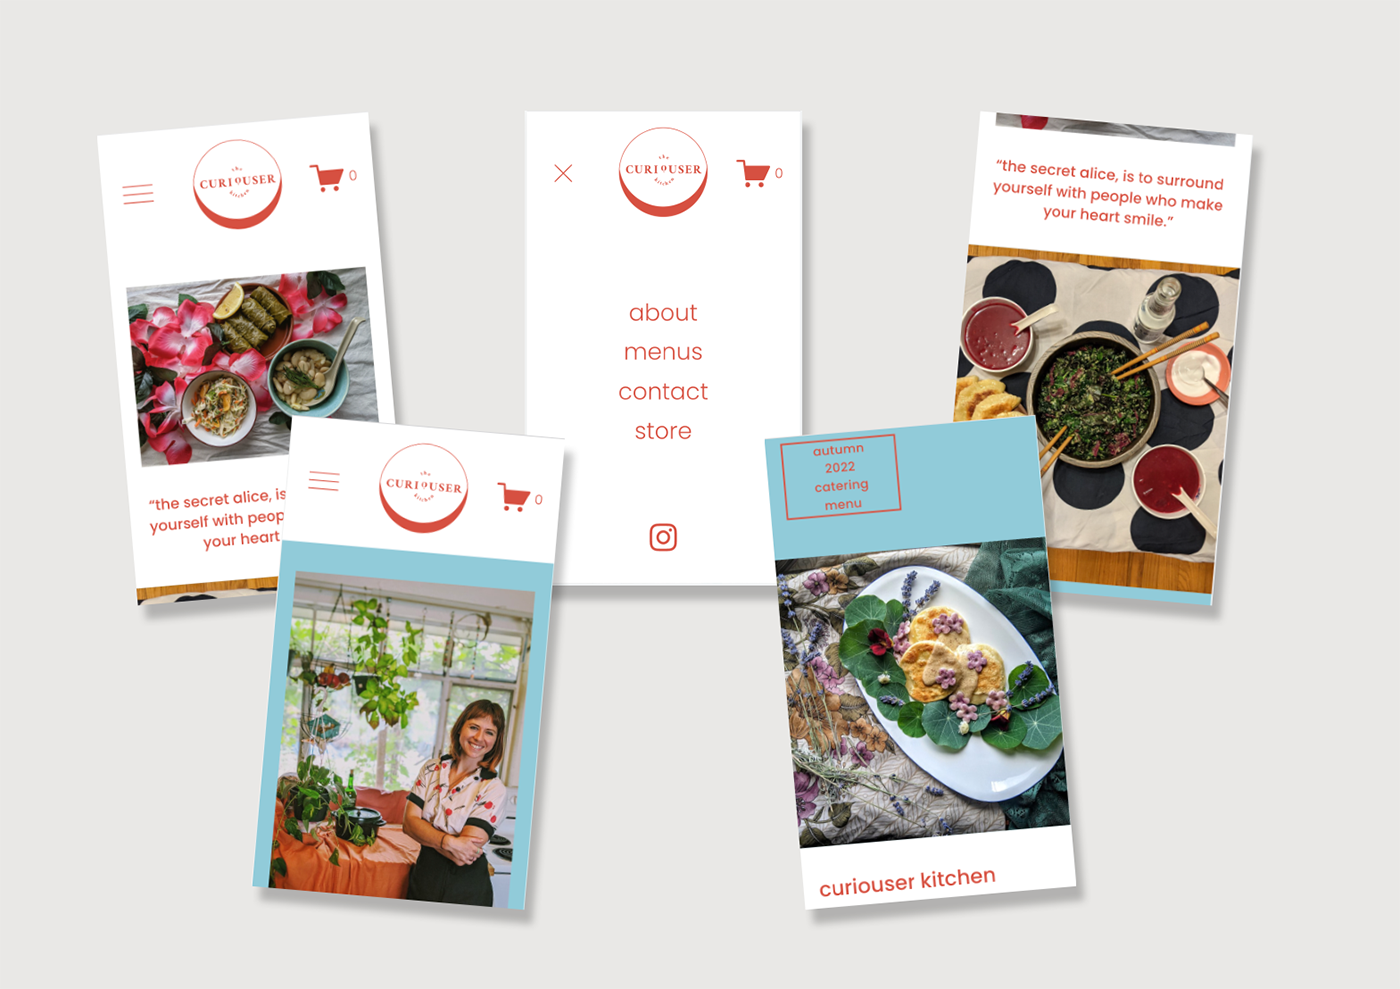 the
CURIOUSER
kitchen
0
"the secret alice, is
yourself with peop
your heart
the
CURIOUSER
kitchen
0
about
menus
contact
store
"the secret alice, is to surround
yourself with people who make
your heart smile."
the
CURIOUSER
kitchen
0
autumn
2022
catering
menu
curiouser kitchen